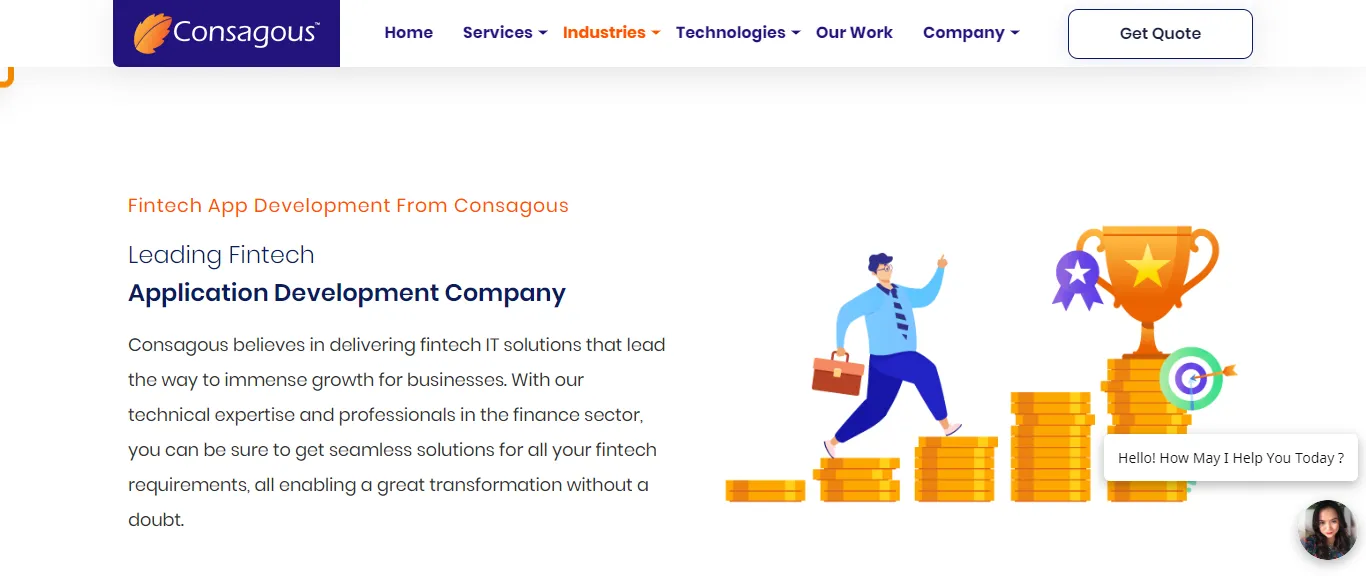 Consagous™
Home
Services
Industries
Technologies
Our Work
Company
Get Quote
Fintech App Development From Consagous
Leading Fintech
Application Development Company
Consagous believes in delivering fintech IT solutions that lead
the way to immense growth for businesses. With our
technical expertise and professionals in the finance sector,
you can be sure to get seamless solutions for all your fintech
requirements, all enabling a great transformation without a
doubt.
Hello! How May I Help You Today ?